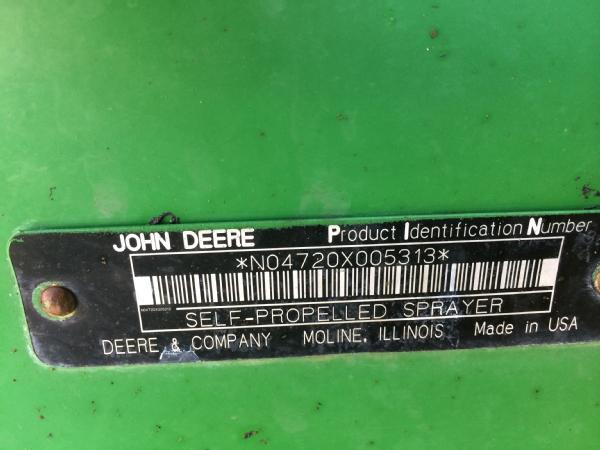 JOHN DEERE Product Identification Number
*N04720X005313*
SELF-PROPELLED SPRAYER
DEERE & COMPANY MOLINE, ILLINOIS Made in USA